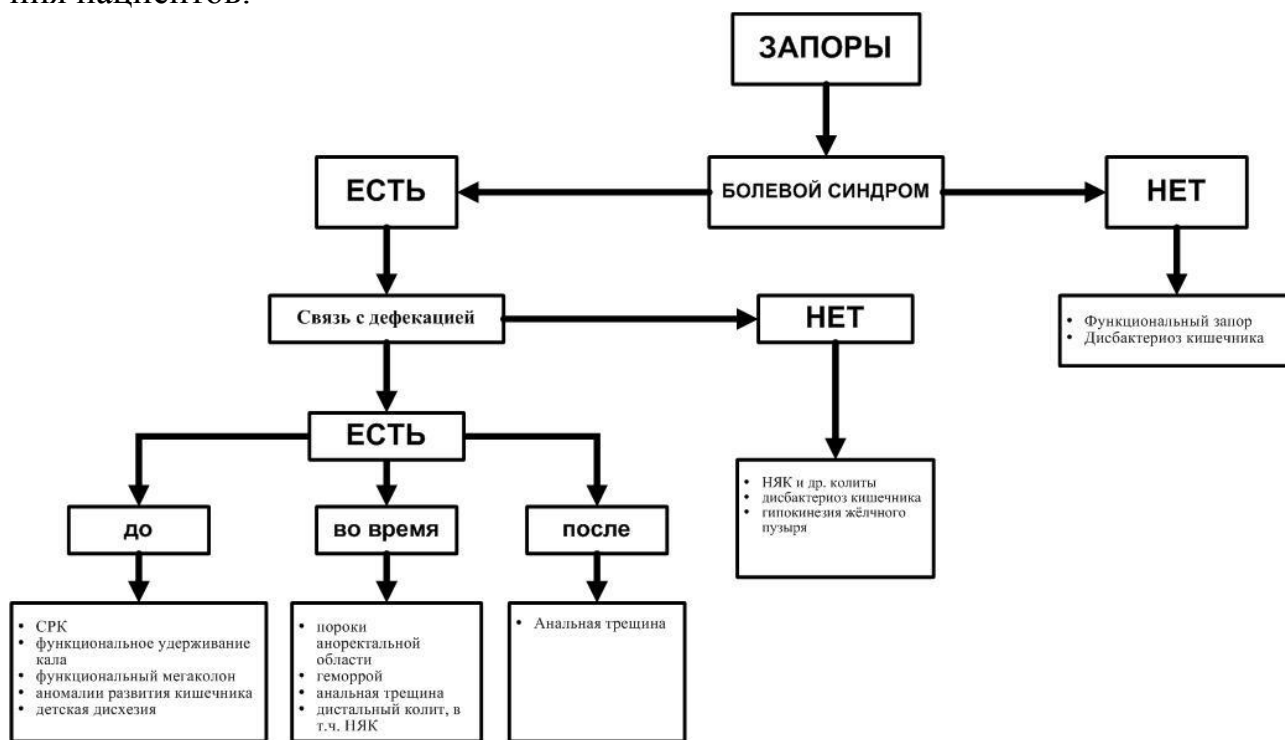 ния пациентов.
ЗАПОРЫ
ЕСТЬ
БОЛЕВОЙ СИНДРОМ
НЕТ
Связь с дефекацией
НЕТ
• Функциональный запор
• Дисбактериоз кишечника
ЕСТЬ
• НЯК и др. колиты
• дисбактериоз кишечника
• гипокинезия жёлчного
пузыря
до
во время
после
• СРК
• функциональное удерживание
кала
• функциональный мегаколон
• аномалии развития кишечника
• детская дисхезия
• пороки
аноректальной
области
• геморрой
• анальная трещина
• дистальный колит, в
т.ч. НЯК
• Анальная трещина